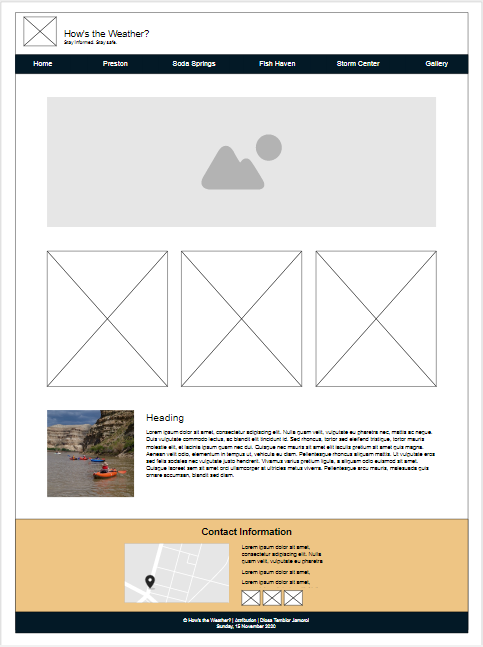 How's the Weather?
Stay informed. Stay safe.
Home Preston Soda Springs Fish Haven Storm Center Gallery
Heading
Lorem ipsum dolor sit amet, consectetur adipiscing elit. Nulla quam velit, vulputate eu pharetra nec, mattis ac neque.
Duis vulputate commodo lectus, ac blandit elit tincidunt id. Sed rhoncus, tortor sed eleifend tristique, tortor mauris
molestie elit, et lacinia ipsum quam nec dui. Quisque nec mauris sit amet elit iaculis pretium sit amet quis magna.
Aenean velit odio, elementum in tempus ut, vehicula eu diam. Pellentesque rhoncus aliquam mattis. Ut vulputate eros
sed felis sodales nec vulputate justo hendrerit. Vivamus varius pretium ligula, a aliquam odio euismod sit amet.
Quisque laoreet sem sit amet orci ullamcorper at ultricies metus viverra. Pellentesque arcu mauris, malesuada quis
ornare accumsan, blandit sed diam.
Contact Information
Lorem ipsum dolor sit amet,
consectetur adipiscing elit. Nulla
quam velit, vulputate eu pharetra
Lorem ipsum dolor sit amet,
Lorem ipsum dolor sit amet,
© How's the Weather? | Attribution | Temblor Jamorol
Sunday, 15 November 2020